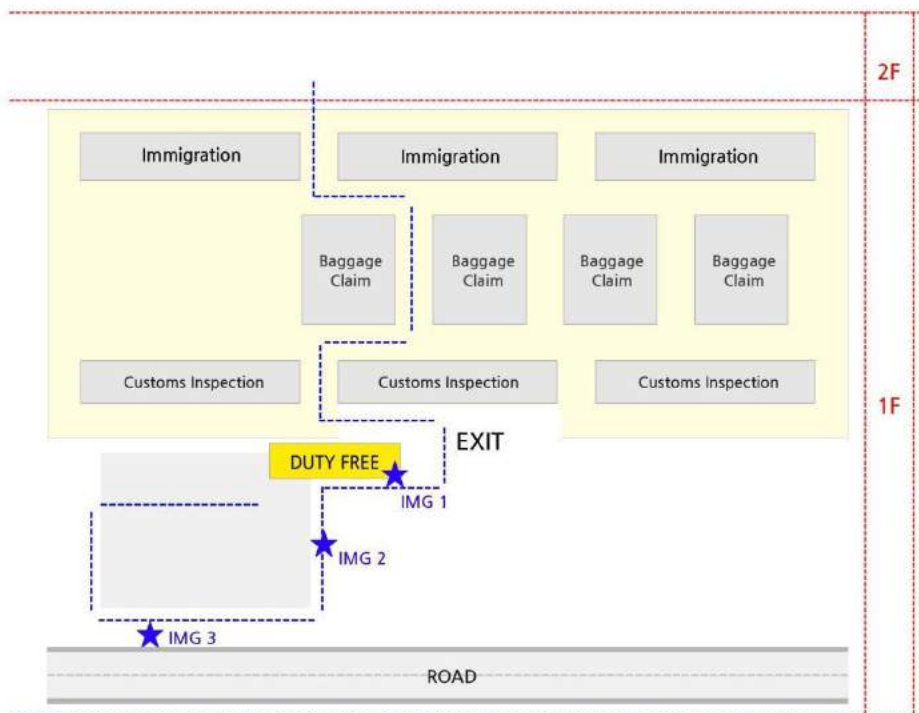 2F
Immigration
Immigration
Immigration
Baggage
Claim
Baggage
Claim
Baggage
Claim
Baggage
Claim
Customs Inspection
Customs Inspection
Customs Inspection
1F
EXIT
DUTY FREE
IMG 1
IMG 2
IMG 3
ROAD